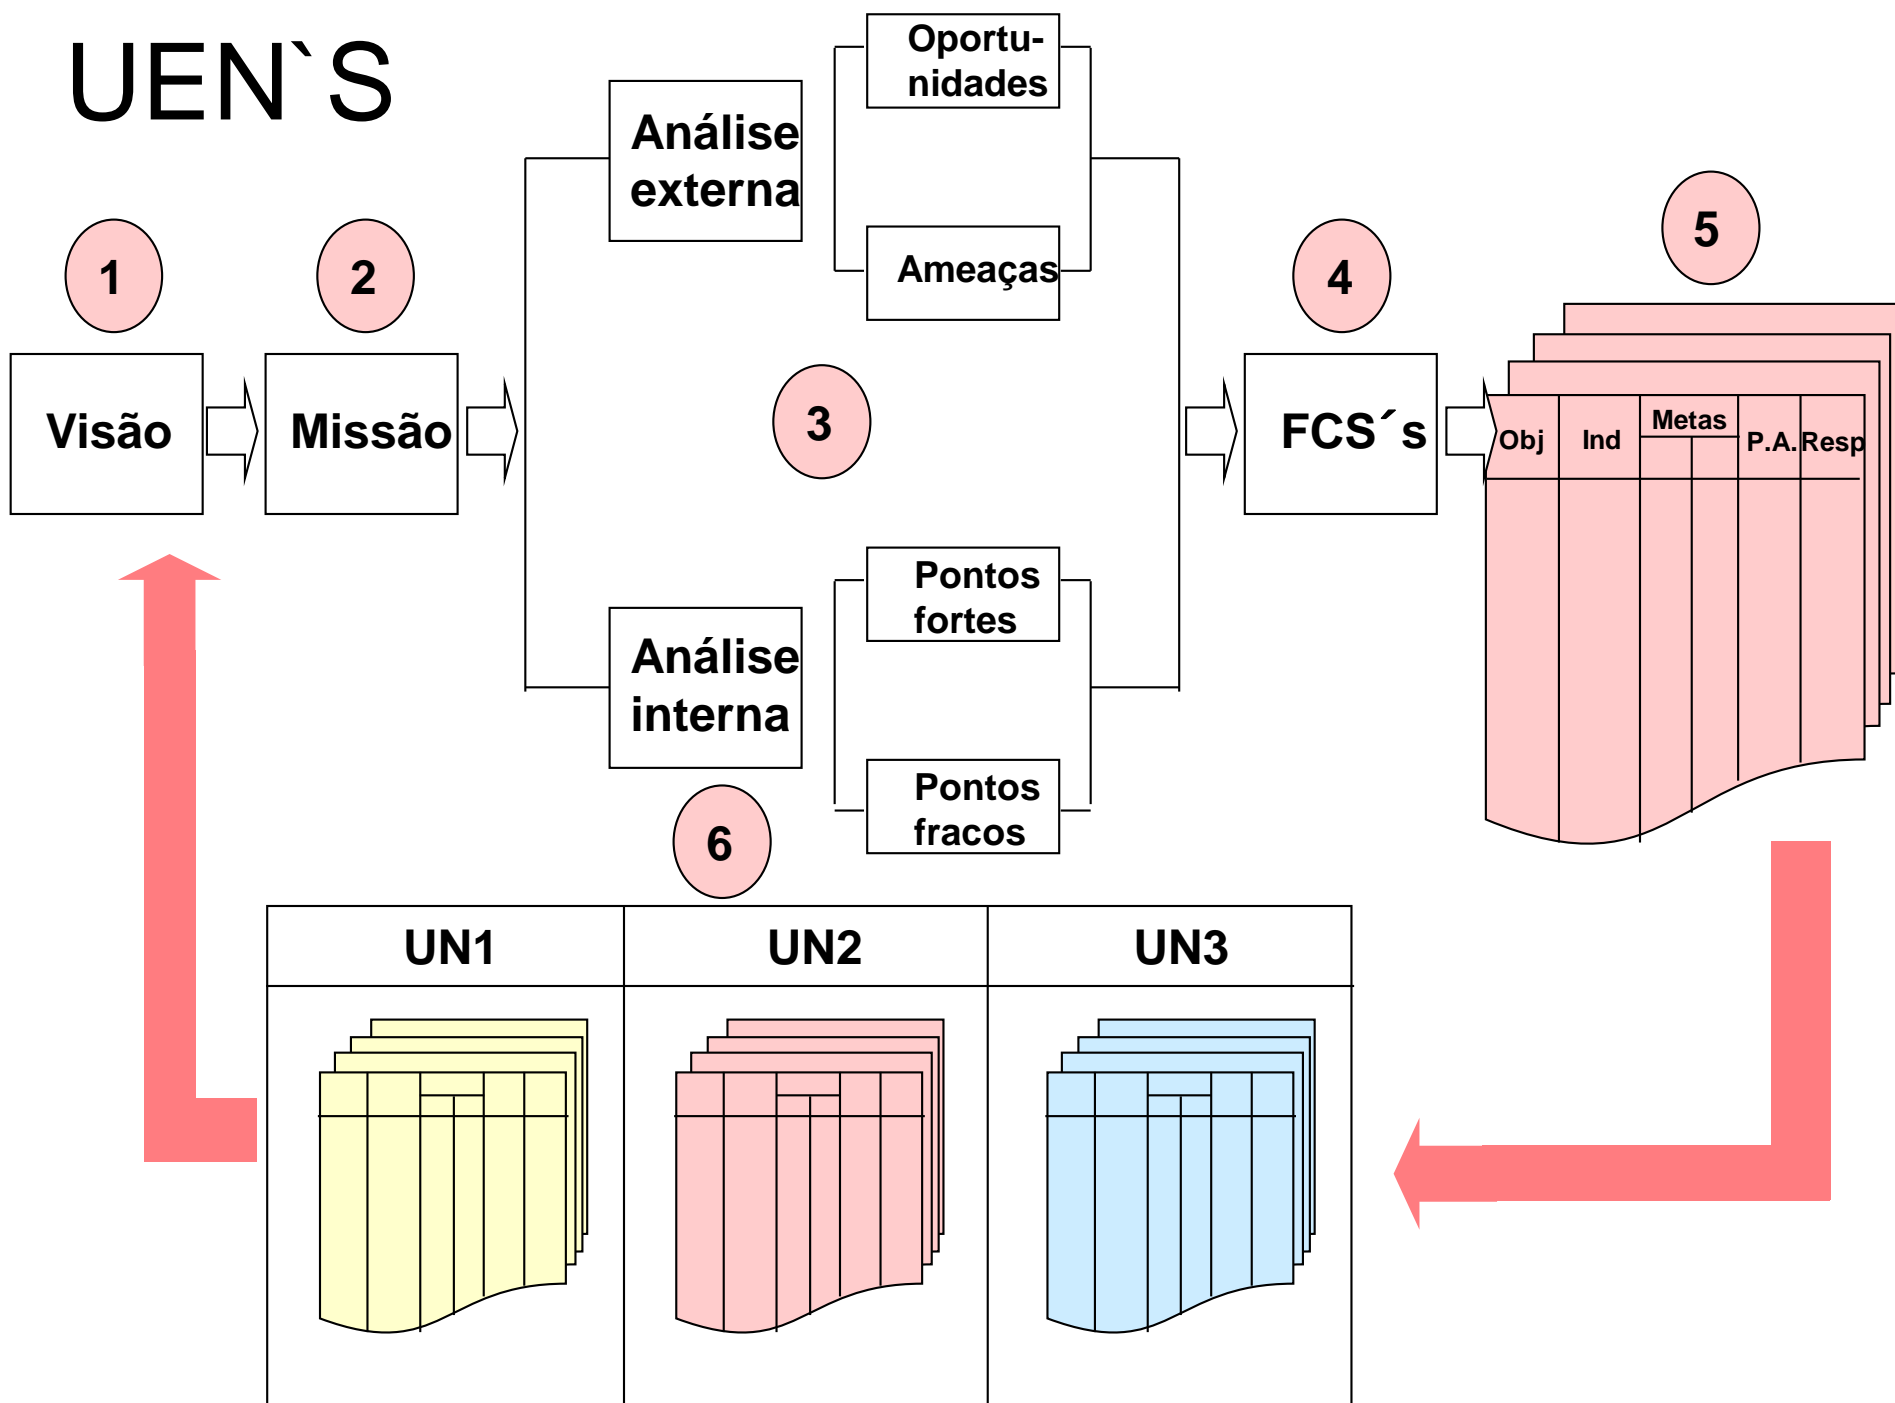 UEN`S
Oportu-
nidades
Análise
externa
Ameaças
1
2
3
4
5
Visão
Missão
FCS´s
Obj
Ind
Metas
P.A.
Resp
Pontos
fortes
Análise
interna
Pontos
fracos
6
UN1
UN2
UN3